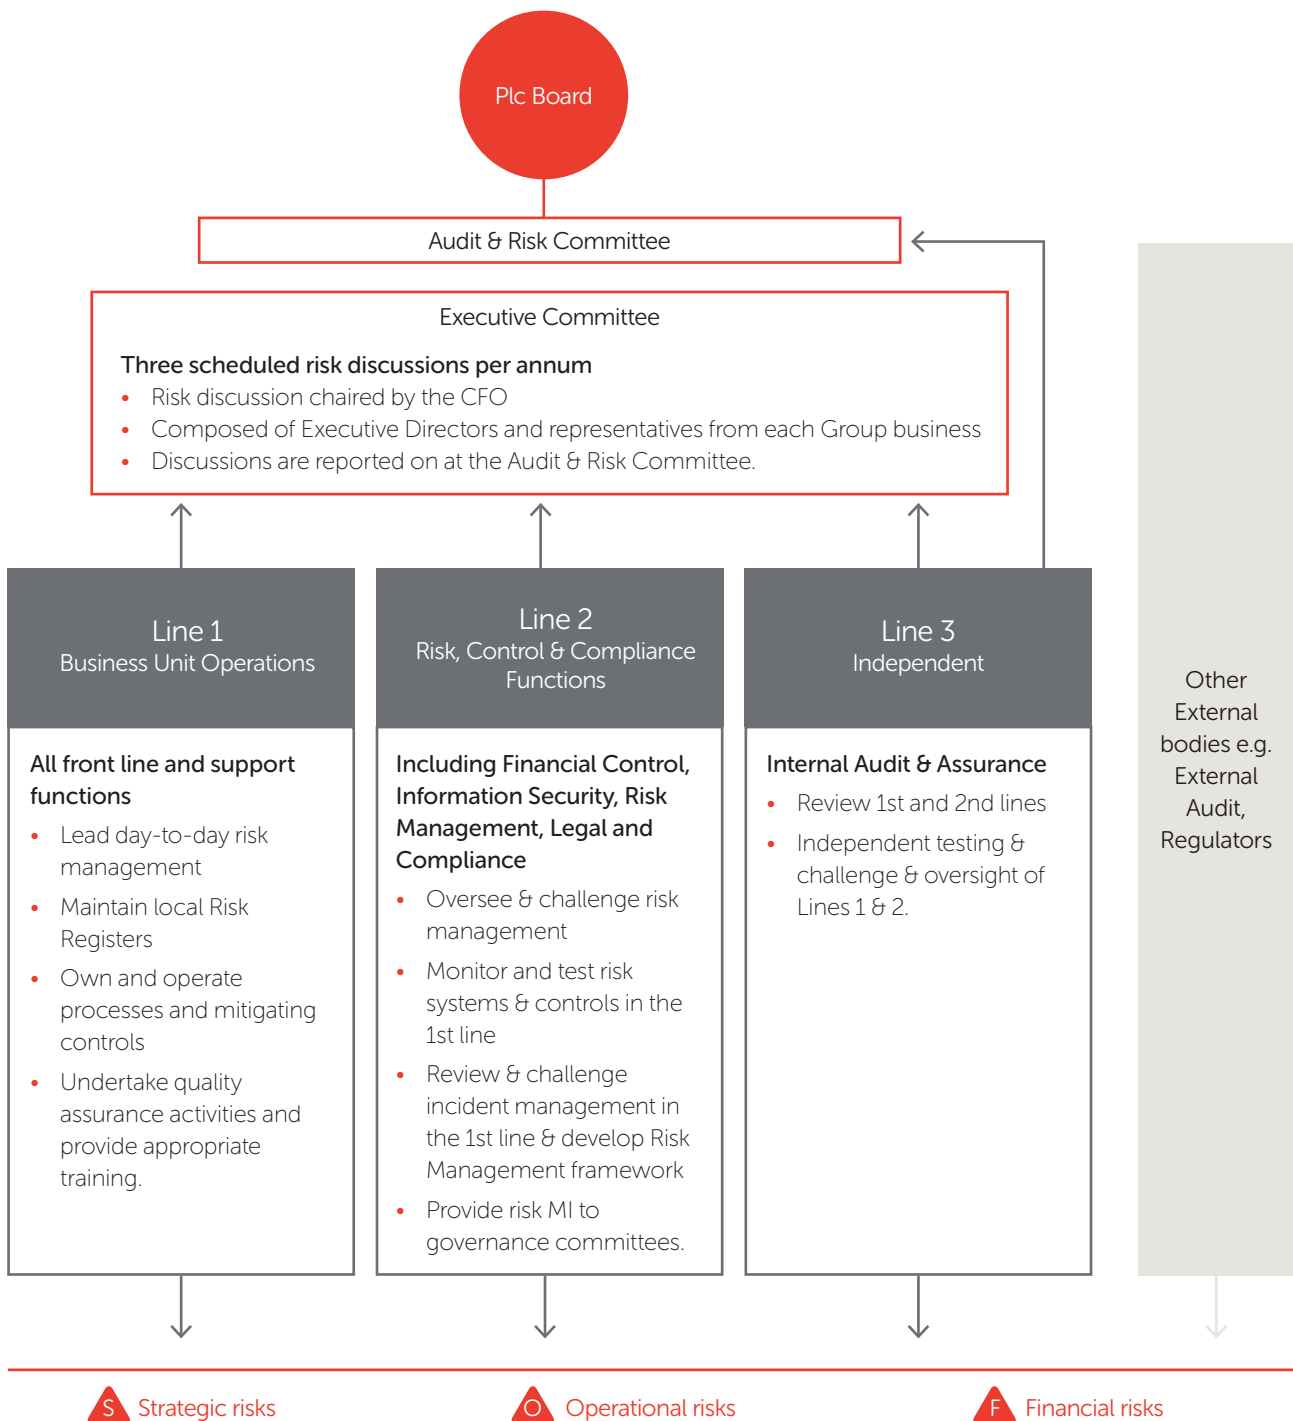 Plc Board
Audit & Risk Committee
Executive Committee
Three scheduled risk discussions per annum
• Risk discussion chaired by the CFO
• Composed of Executive Directors and representatives from each Group business
• Discussions are reported on at the Audit & Risk Committee.
Line 1
Business Unit Operations
All front line and support
functions
• Lead day-to-day risk
management
• Maintain local Risk
Registers
• Own and operate
processes and mitigating
controls
• Undertake quality
assurance activities and
provide appropriate
training.
Line 2
Risk, Control & Compliance
Functions
Including Financial Control,
Information Security, Risk
Management, Legal and
Compliance
• Oversee & challenge risk
management
• Monitor and test risk
systems & controls in the
1st line
• Review & challenge
incident management in
the 1st line & develop Risk
Management framework
• Provide risk MI to
governance committees.
Line 3
Independent
Internal Audit & Assurance
• Review 1st and 2nd lines
• Independent testing &
challenge & oversight of
Lines 1 & 2.
Other
External
bodies e.g.
External
Audit,
Regulators
S Strategic risks
O Operational risks
F Financial risks